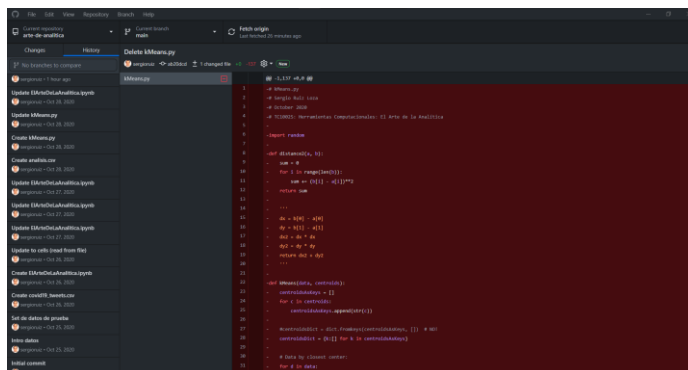 File Edit View Repository Branch Help
Current repository
arte-de-analitica
Current branch
main
Fetch origin
Last fetched 25 minutes ago
Changes
History
No branches to compare
sergioruiz • 1 hour ago
Update ElArteDeLaAnalitica.ipynb
sergioruiz • Oct 28, 2020
Update kMeans.py
sergioruiz • Oct 28, 2020
Create kMeans.py
sergioruiz • Oct 28, 2020
Create analisis.csv
sergioruiz • Oct 28, 2020
Update ElArteDeLaAnalitica.ipynb
sergioruiz • Oct 27, 2020
Update ElArteDeLaAnalitica.ipynb
sergioruiz • Oct 27, 2020
Update ElArteDeLaAnalitica.ipynb
sergioruiz • Oct 27, 2020
Update to cells (read from file)
sergioruiz • Oct 26, 2020
Create ElArteDeLaAnalitica.ipynb
sergioruiz • Oct 26, 2020
Create covid19_tweets.csv
sergioruiz • Oct 26, 2020
Set de datos de prueba
sergioruiz • Oct 25, 2020
Intro datos
sergioruiz • Oct 25, 2020
Initial commit
Delete kMeans.py
sergioruiz 1 changed file New
kMeans.py
@@ -1,137 +0,0 @@
1 -# KMeans.py
2 -# Sergio Ruiz Loza
3 -# October 2020
4 -# TC1002S: Herramientas Computacionales: El Arte de la Analítica
5 -
6 -import random
7 -
8 -def distance2(a, b):
9 - sum = 0
10 - for i in range(len(b)):
11 - sum += (b[i] - a[i])**2
12 - return sum
13 -
14 - '''
15 - dx = b[0] - a[0]
16 - dy = b[1] - a[1]
17 - dx2 = dx * dx
18 - dy2 = dy * dy
19 - return dx2 + dy2
20 - '''
21 -
22 -def kMeans(data, centroids):
23 - centroidsAsKeys = []
24 - for c in centroids:
25 - centroidsAsKeys.append(str(c))
26 -
27 - #centroidsDict = dict.fromkeys(centroidsAsKeys, []) # NO!
28 - centroidsDict = {k:[] for k in centroidsAsKeys}
29 -
30 - # Data by closest center:
31 - for d in data: